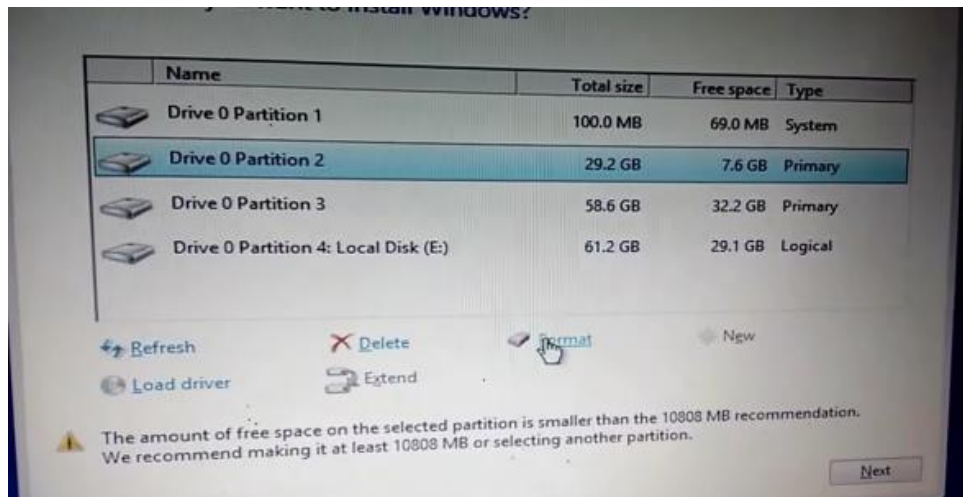 to install Windows?
Name Total size Free space Type
Drive 0 Partition 1 100.0 MB 69.0 MB System
Drive 0 Partition 2 29.2 GB 7.6 GB Primary
Drive 0 Partition 3 58.6 GB 32.2 GB Primary
Drive 0 Partition 4: Local Disk (E:) 61.2 GB 29.1 GB Logical
Refresh Delete Format New
Load driver Extend
The amount of free space on the selected partition is smaller than the 10808 MB recommendation.
We recommend making it at least 10808 MB or selecting another partition.
Next